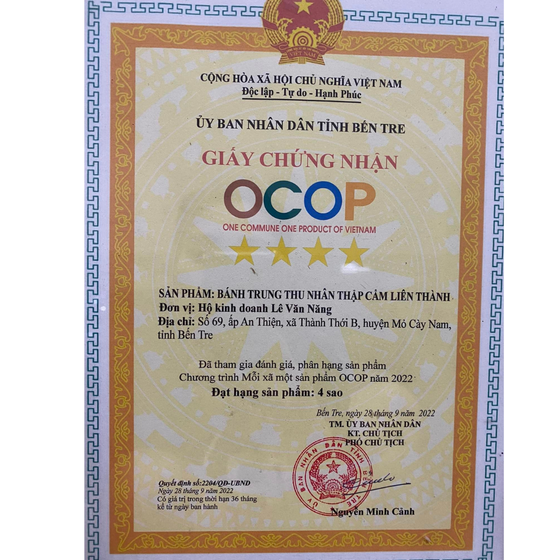 CỘNG HÒA XÃ HỘI CHỦ NGHĨA VIỆT NAM
Độc lập - Tự do - Hạnh Phúc
ỦY BAN NHÂN DÂN TỈNH BẾN TRE
GIẤY CHỨNG NHẬN
OCOP
ONE COMMUNE ONE PRODUCT OF VIETNAM
SẢN PHẨM: BÁNH TRUNG THU NHÂN THẬP CẨM LIÊN THÀNH
Đơn vị: Hộ kinh doanh Lê Văn Năng
Địa chỉ: Số 69, ấp An Thiện, xã Thành Thới B, huyện Mỏ Cày Nam,
tỉnh Bến Tre
Đã tham gia đánh giá, phân hạng sản phẩm
Chương trình Mỗi xã một sản phẩm OCOP năm 2022
Đạt hạng sản phẩm: 4 sao
Bến Tre, ngày 28 tháng 9 năm 2022
TM. ỦY BAN NHÂN DÂN
KT. CHỦ TỊCH
PHÓ CHỦ TỊCH
ỦY BAN NHÂN DÂN TỈNH BẾN TRE
Quyết định số:2204/QĐ-UBND
Ngày 28 tháng 9 năm 2022
Có giá trị trong thời hạn 36 tháng
kể từ ngày ban hành
Nguyễn Minh Cảnh